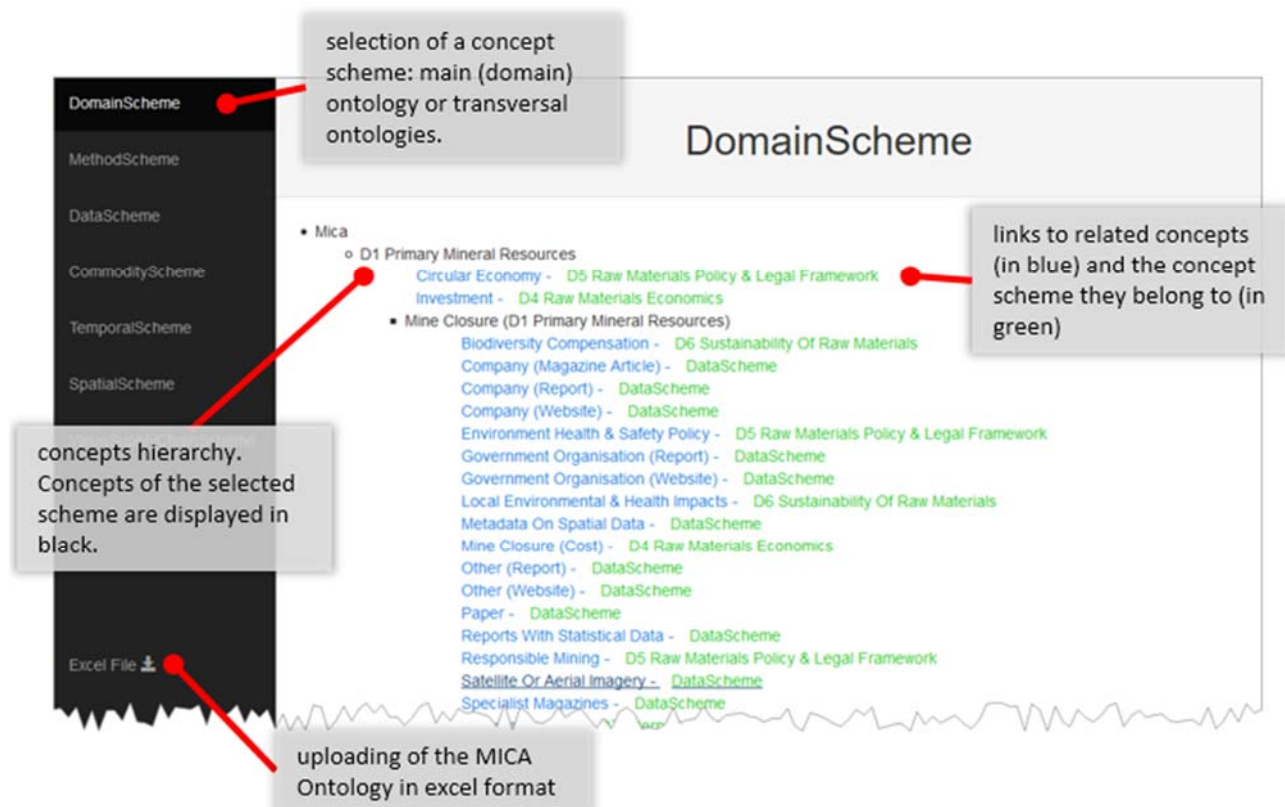 selection of a concept
scheme: main (domain)
ontology or transversal
ontologies.
DomainScheme
MethodScheme
DataScheme
CommodityScheme
TemporalScheme
SpatialScheme
DomainScheme
• Mica
o D1 Primary Mineral Resources
Circular Economy - D5 Raw Materials Policy & Legal Framework
Investment - D4 Raw Materials Economics
▪ Mine Closure (D1 Primary Mineral Resources)
Biodiversity Compensation - D6 Sustainability Of Raw Materials
Company (Magazine Article) - DataScheme
Company (Report) - DataScheme
Company (Website) - DataScheme
Environment Health & Safety Policy - D5 Raw Materials Policy & Legal Framework
Government Organisation (Report) - DataScheme
Government Organisation (Website) - DataScheme
Local Environmental & Health Impacts - D6 Sustainability Of Raw Materials
Metadata On Spatial Data - DataScheme
Mine Closure (Cost) - D4 Raw Materials Economics
Other (Report) - DataScheme
Other (Website) - DataScheme
Paper - DataScheme
Reports With Statistical Data - DataScheme
Responsible Mining - D5 Raw Materials Policy & Legal Framework
Satellite Or Aerial Imagery - DataScheme
Specialist Magazines - DataScheme
links to related concepts
(in blue) and the concept
scheme they belong to (in
green)
concepts hierarchy.
Concepts of the selected
scheme are displayed in
black.
Excel File
uploading of the MICA
Ontology in excel format